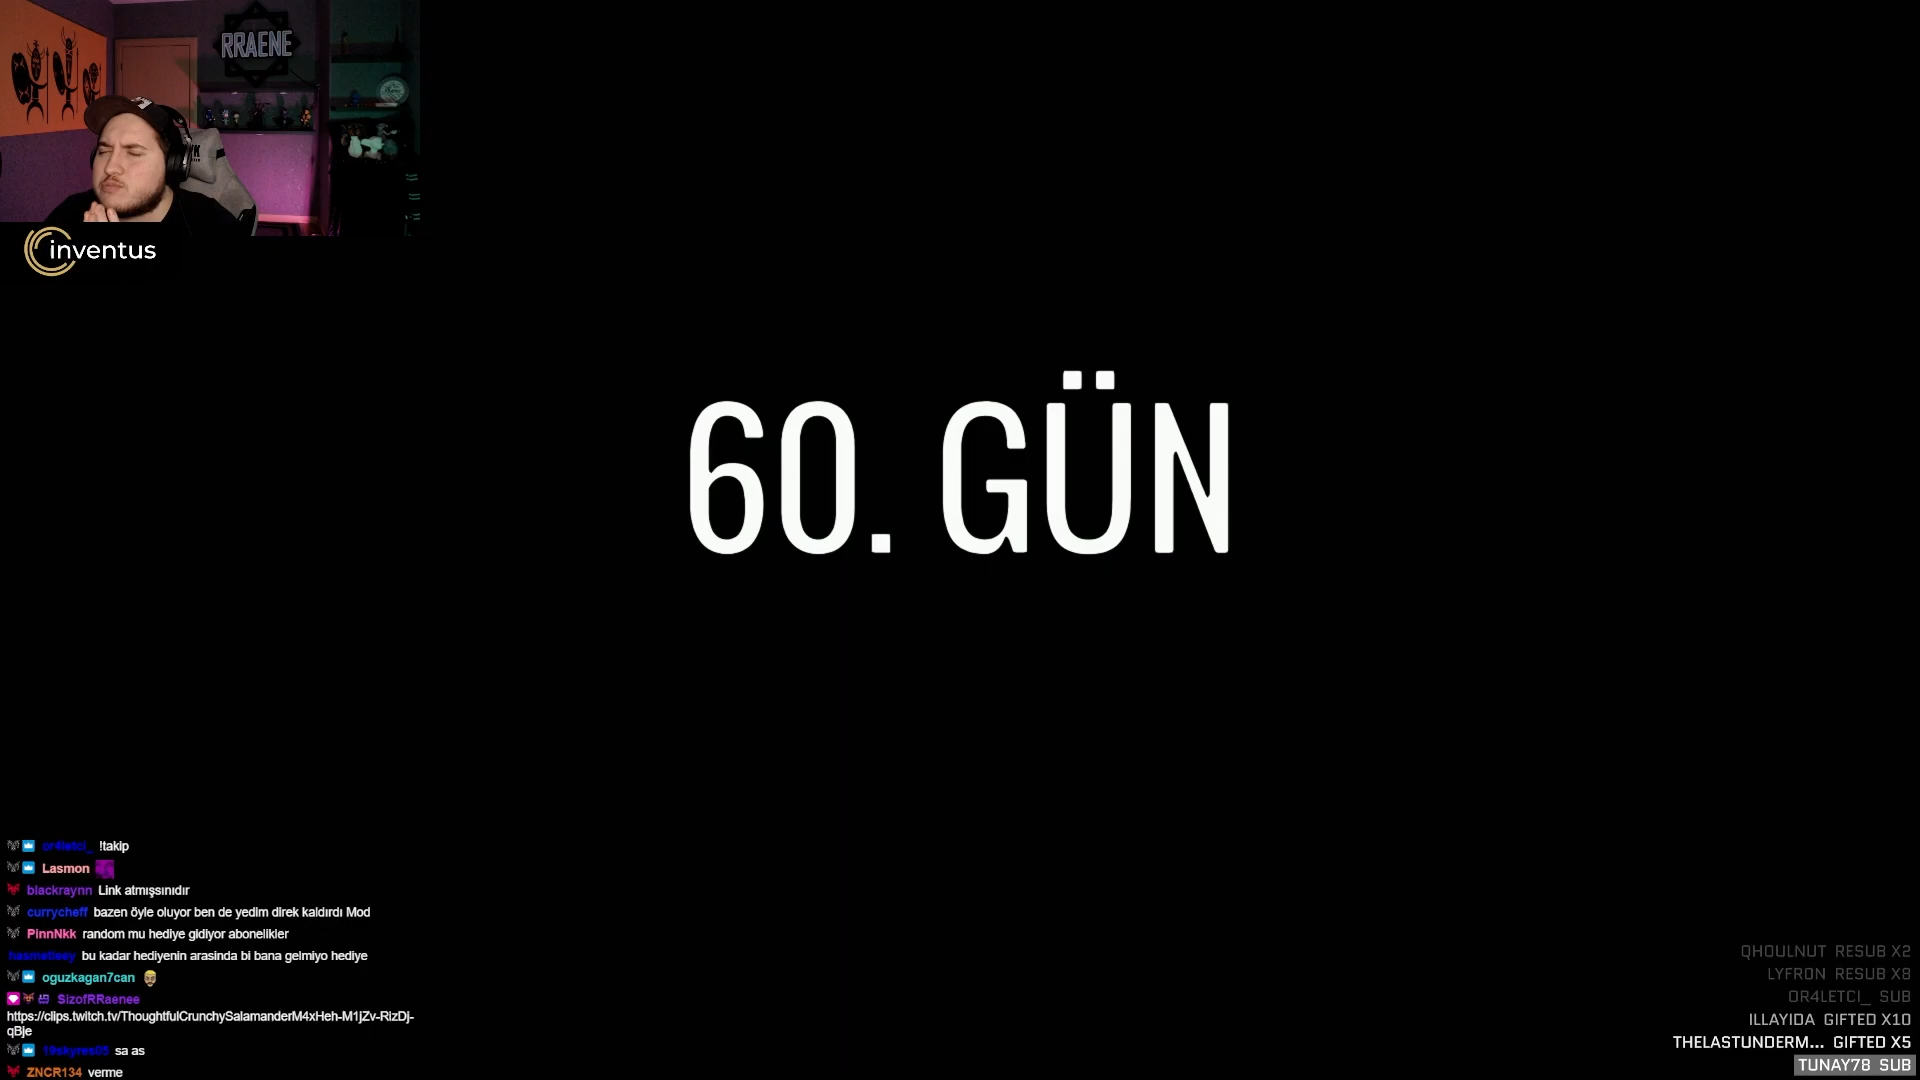 RRAENE
inventus
60. GÜN
or4letci_ !takip
Lasmon
blackraynn Link atmışsınıdır
currycheff bazen öyle oluyor ben de yedim direk kaldırdı Mod
PinnNkk random mu hediye gidiyor abonelikler
bu kadar hediyenin arasinda bi bana gelmiyo hediye
oguzkagan7can
SizofRRaenee
https://clips.twitch.tv/ThoughtfulCrunchySalamanderM4xHeh-M1jZv-RizDj-
qBje
19skyres05 sa as
ZNCR134 verme
QHOULNUT RESUB X2
LYFRON RESUB X8
OR4LETCI_ SUB
ILLAYIDA GIFTED X10
THELASTUNDERM... GIFTED X5
TUNAY78 SUB